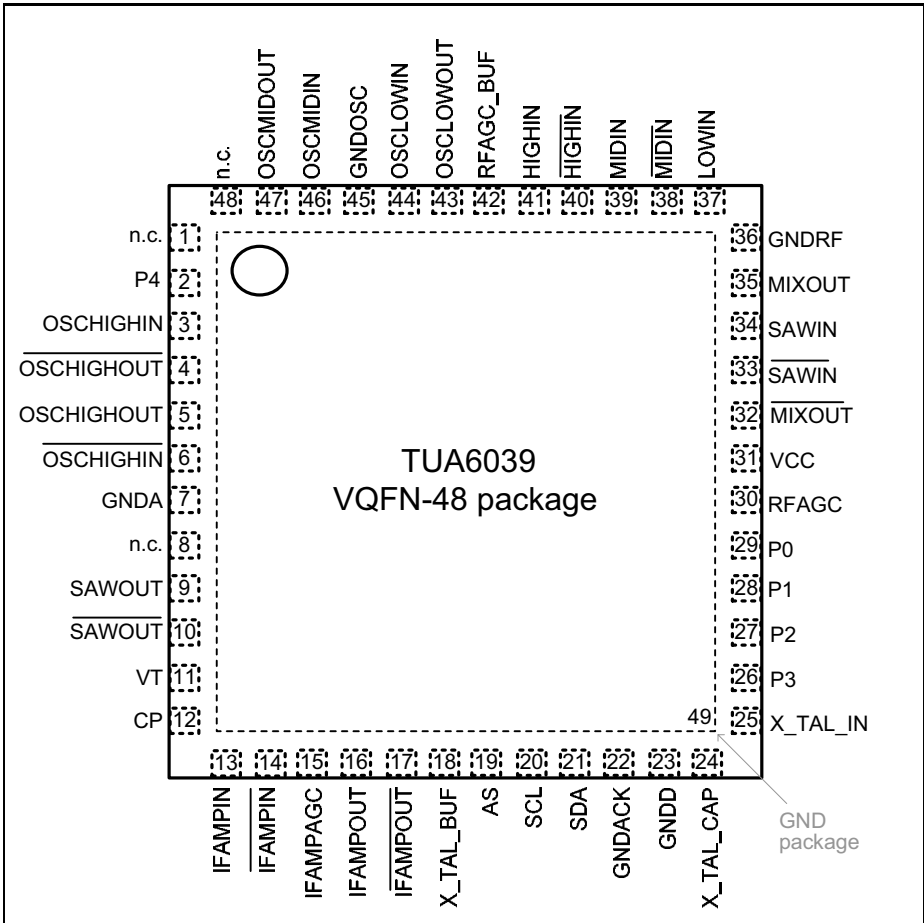 n.c.
OSCMIDOUT
OSCMIDIN
GNDOSC
OSCLOWIN
OSCLOWOUT
RFAGC_BUF
HIGHIN
HIGHIN
MIDIN
MIDIN
LOWIN
48 47 46 45 44 43 42 41 40 39 38 37
n.c. 1
P4 2
OSCHIGHIN 3
OSCHIGHOUT 4
OSCHIGHOUT 5
OSCHIGHIN 6
GNDA 7
n.c. 8
SAWOUT 9
SAWOUT 10
VT 11
CP 12
TUA6039
VQFN-48 package
36 GNDRF
35 MIXOUT
34 SAWIN
33 SAWIN
32 MIXOUT
31 VCC
30 RFAGC
29 P0
28 P1
27 P2
26 P3
25 X_TAL_IN
49
13 14 15 16 17 18 19 20 21 22 23 24
IFAMPIN
IFAMPIN
IFAMPAGC
IFAMPOUT
IFAMPOUT
X_TAL_BUF
AS
SCL
SDA
GNDACK
GNDD
X_TAL_CAP
GND
package